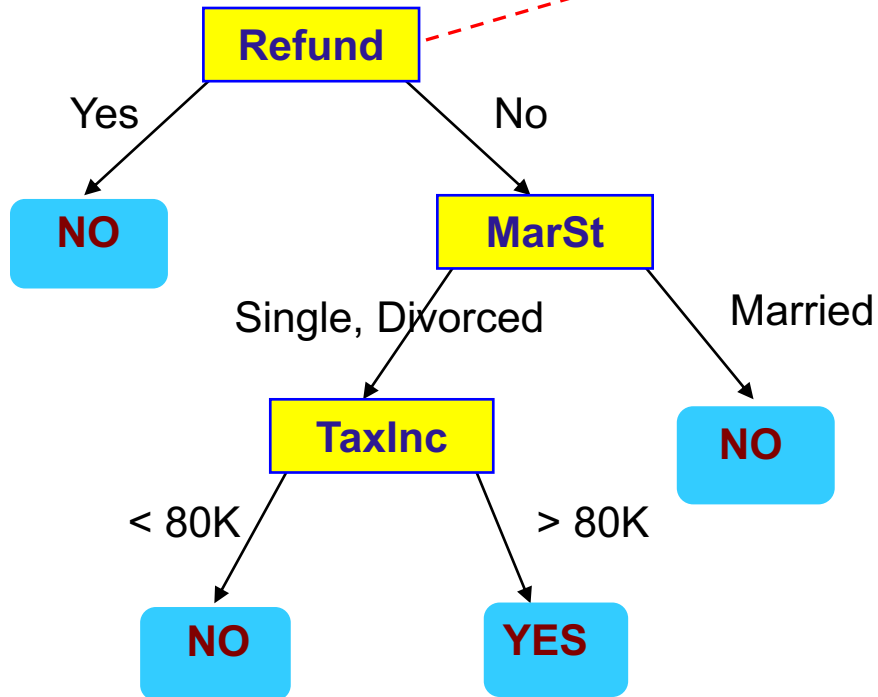 Refund
Yes
No
NO
MarSt
Single, Divorced
Married
TaxInc
NO
< 80K
> 80K
NO
YES